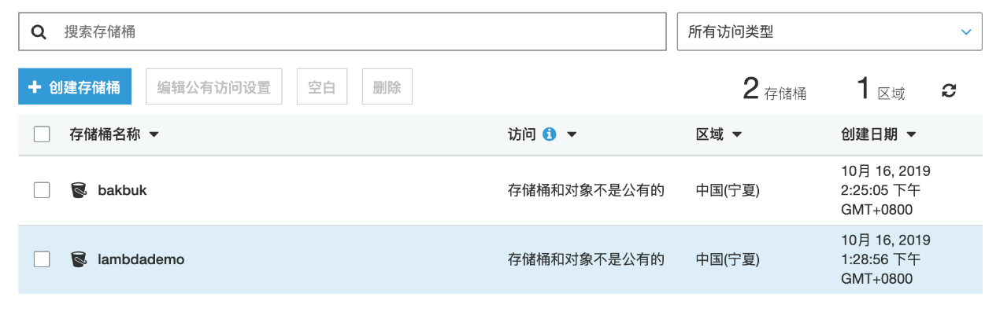 搜索存储桶
所有访问类型
创建存储桶
编辑公有访问设置
空白
删除
2 存储桶
1 区域
存储桶名称
访问
区域
创建日期
bakbuk
存储桶和对象不是公有的
中国(宁夏)
10月 16, 2019
2:25:05 下午
GMT+0800
lambdademo
存储桶和对象不是公有的
中国(宁夏)
10月 16, 2019
1:28:56 下午
GMT+0800